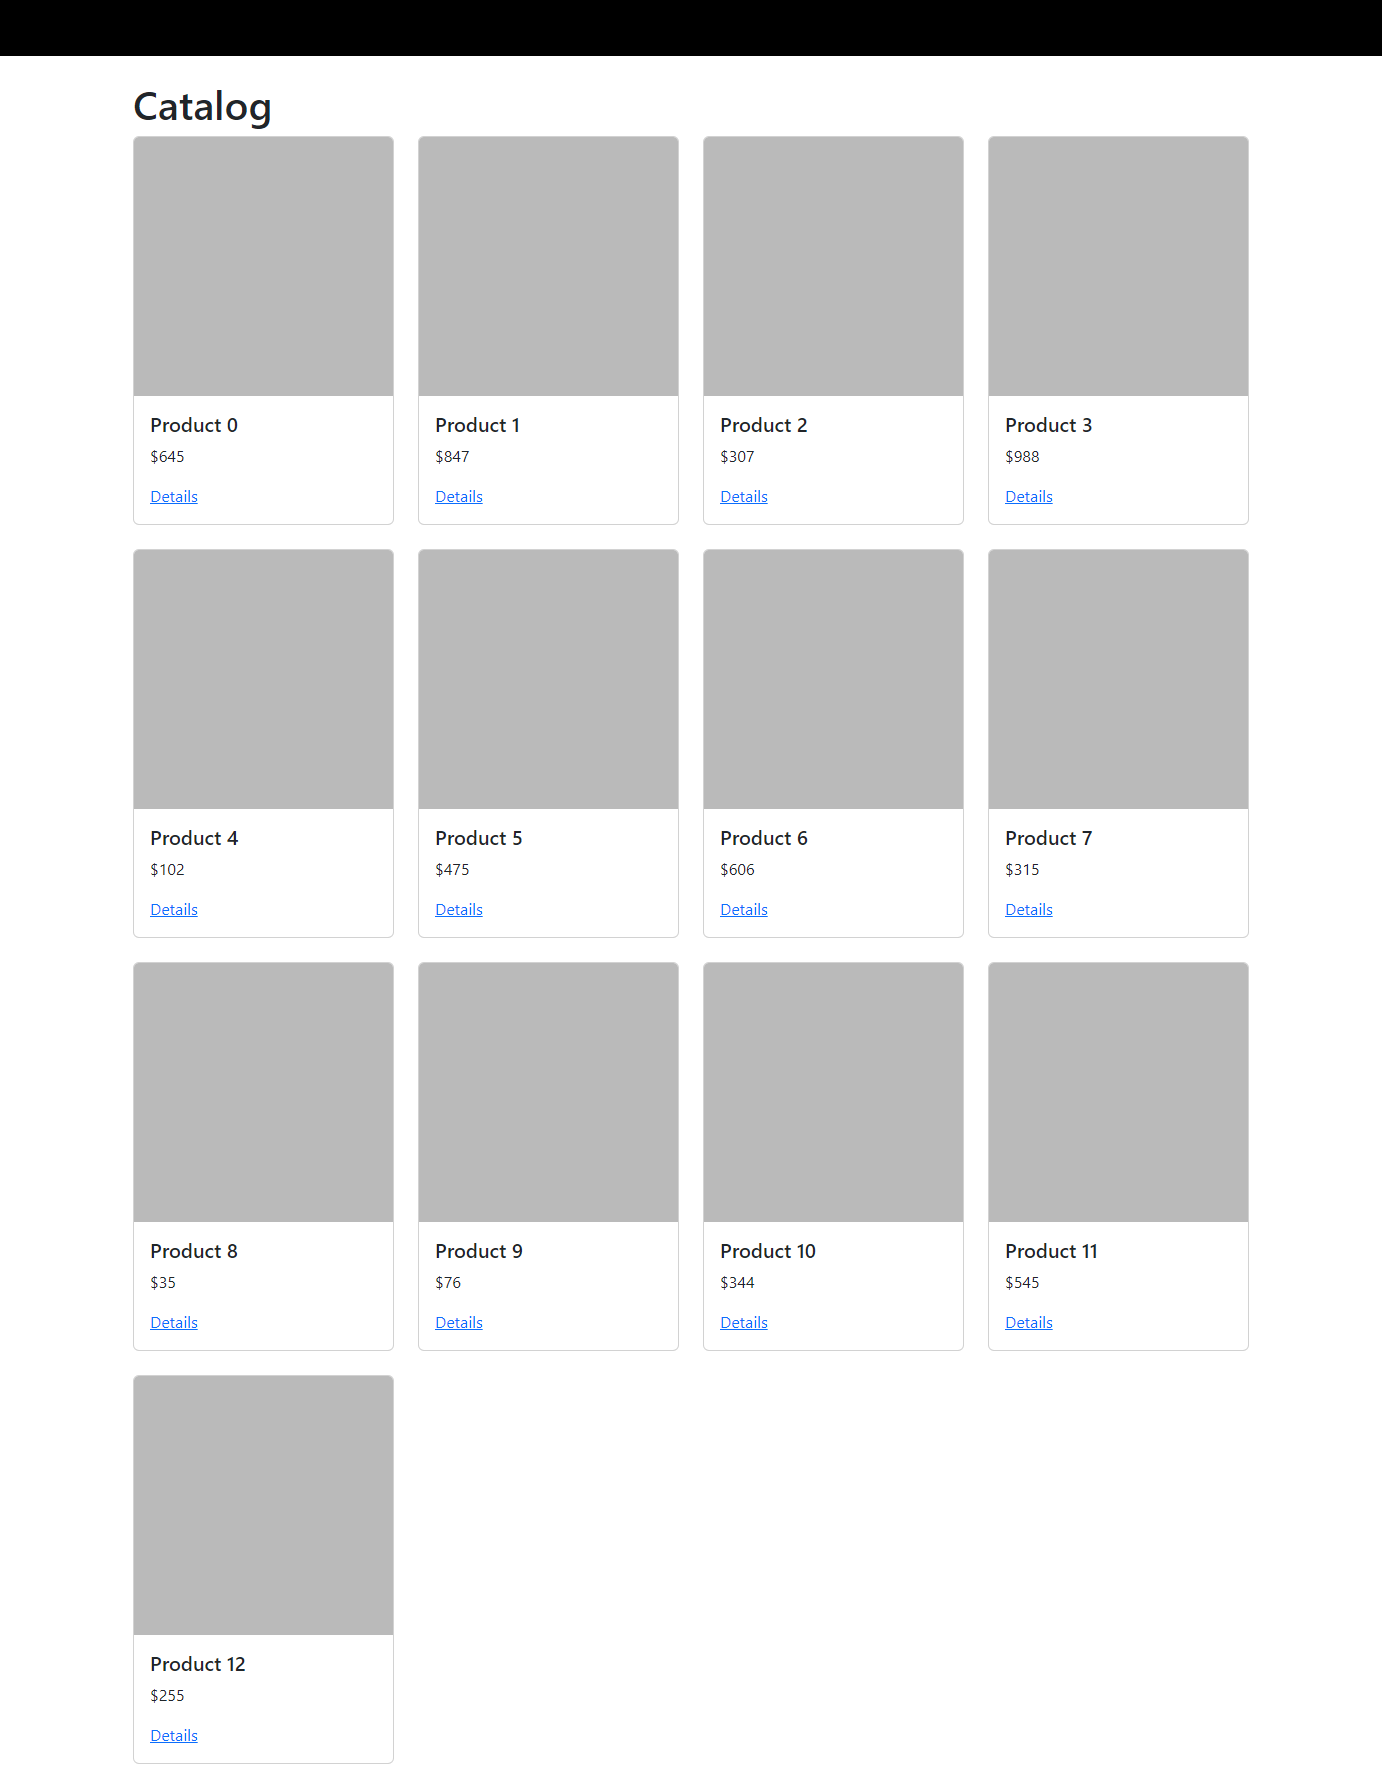 Catalog
Product 0
$645
Details
Product 1
$847
Details
Product 2
$307
Details
Product 3
$988
Details
Product 4
$102
Details
Product 5
$475
Details
Product 6
$606
Details
Product 7
$315
Details
Product 8
$35
Details
Product 9
$76
Details
Product 10
$344
Details
Product 11
$545
Details
Product 12
$255
Details